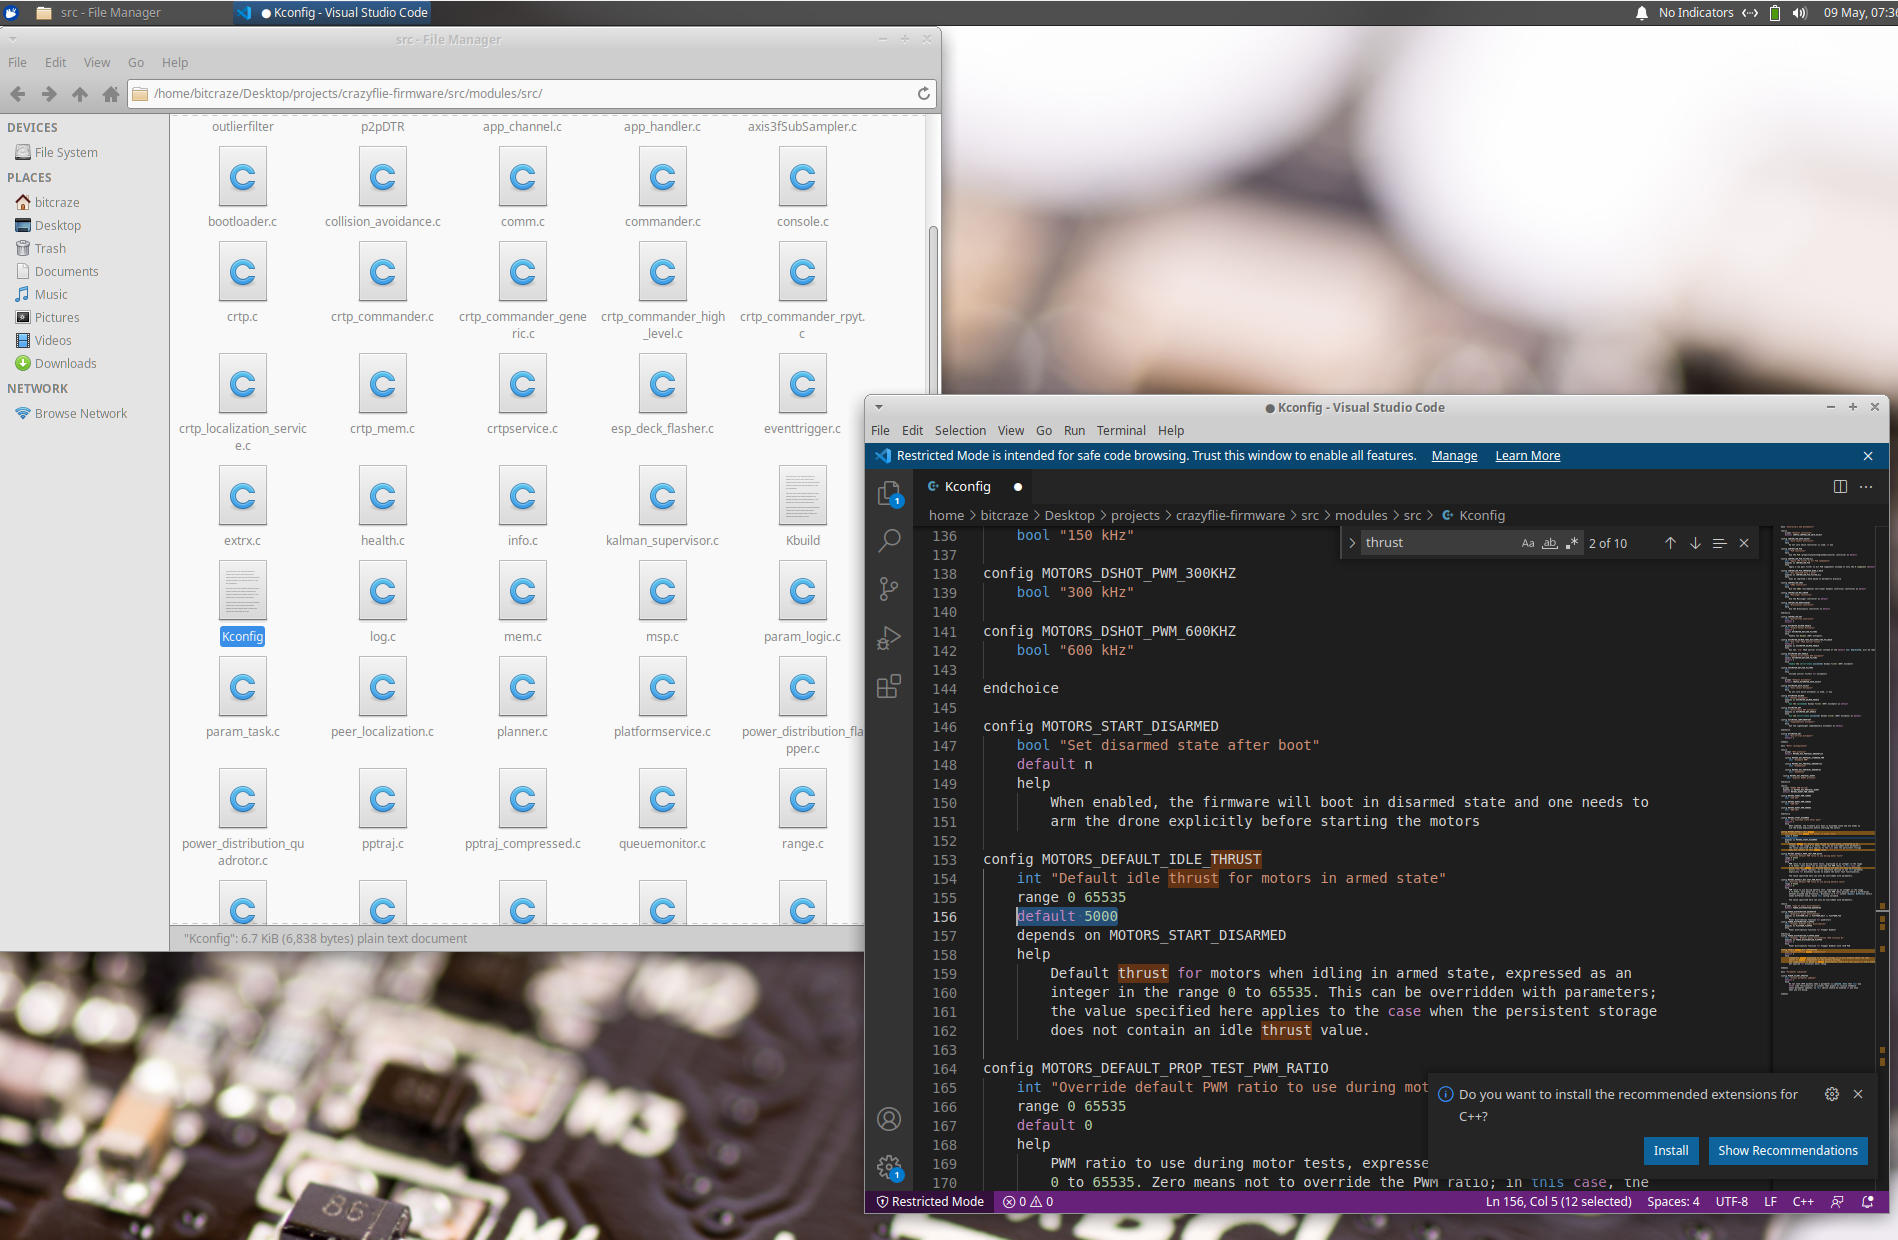 src - File Manager
● Kconfig - Visual Studio Code
No Indicators
09 May, 07:36
src - File Manager
File Edit View Go Help
/home/bitcraze/Desktop/projects/crazyflie-firmware/src/modules/src/
DEVICES
File System
PLACES
bitcraze
Desktop
Trash
Documents
Music
Pictures
Videos
Downloads
NETWORK
Browse Network
outlierfilter p2pDTR app_channel.c app_handler.c axis3fSubSampler.c
bootloader.c collision_avoidance.c comm.c commander.c console.c
crtp.c crtp_commander.c crtp_commander_gene crtp_commander_high crtp_commander_rpyt.
ric.c _level.c c
crtp_localization_servic crtp_mem.c crtpservice.c esp_deck_flasher.c eventtrigger.c
e.c
extrx.c health.c info.c kalman_supervisor.c Kbuild
Kconfig log.c mem.c msp.c param_logic.c
param_task.c peer_localization.c planner.c platformservice.c power_distribution_fla
pper.c
power_distribution_qu pptraj.c pptraj_compressed.c queuemonitor.c range.c
adrotor.c
"Kconfig": 6.7 KiB (6,838 bytes) plain text document
● Kconfig - Visual Studio Code
File Edit Selection View Go Run Terminal Help
Restricted Mode is intended for safe code browsing. Trust this window to enable all features. Manage Learn More
Kconfig ●
home > bitcraze > Desktop > projects > crazyflie-firmware > src > modules > src > Kconfig
thrust Aa ab 2 of 10
136 bool "150 kHz"
137
138 config MOTORS_DSHOT_PWM_300KHZ
139 bool "300 kHz"
140
141 config MOTORS_DSHOT_PWM_600KHZ
142 bool "600 kHz"
143
144 endchoice
145
146 config MOTORS_START_DISARMED
147 bool "Set disarmed state after boot"
148 default n
149 help
150 When enabled, the firmware will boot in disarmed state and one needs to
151 arm the drone explicitly before starting the motors
152
153 config MOTORS_DEFAULT_IDLE_THRUST
154 int "Default idle thrust for motors in armed state"
155 range 0 65535
156 default 5000
157 depends on MOTORS_START_DISARMED
158 help
159 Default thrust for motors when idling in armed state, expressed as an
160 integer in the range 0 to 65535. This can be overridden with parameters;
161 the value specified here applies to the case when the persistent storage
162 does not contain an idle thrust value.
163
164 config MOTORS_DEFAULT_PROP_TEST_PWM_RATIO
165 int "Override default PWM ratio to use during mot
166 range 0 65535
167 default 0
168 help
169 PWM ratio to use during motor tests, expresse
170 0 to 65535. Zero means not to override the PWM ratio; in this case, the
1
1
Do you want to install the recommended extensions for
C++?
Install Show Recommendations
Restricted Mode 0 0 Ln 156, Col 5 (12 selected) Spaces: 4 UTF-8 LF C++